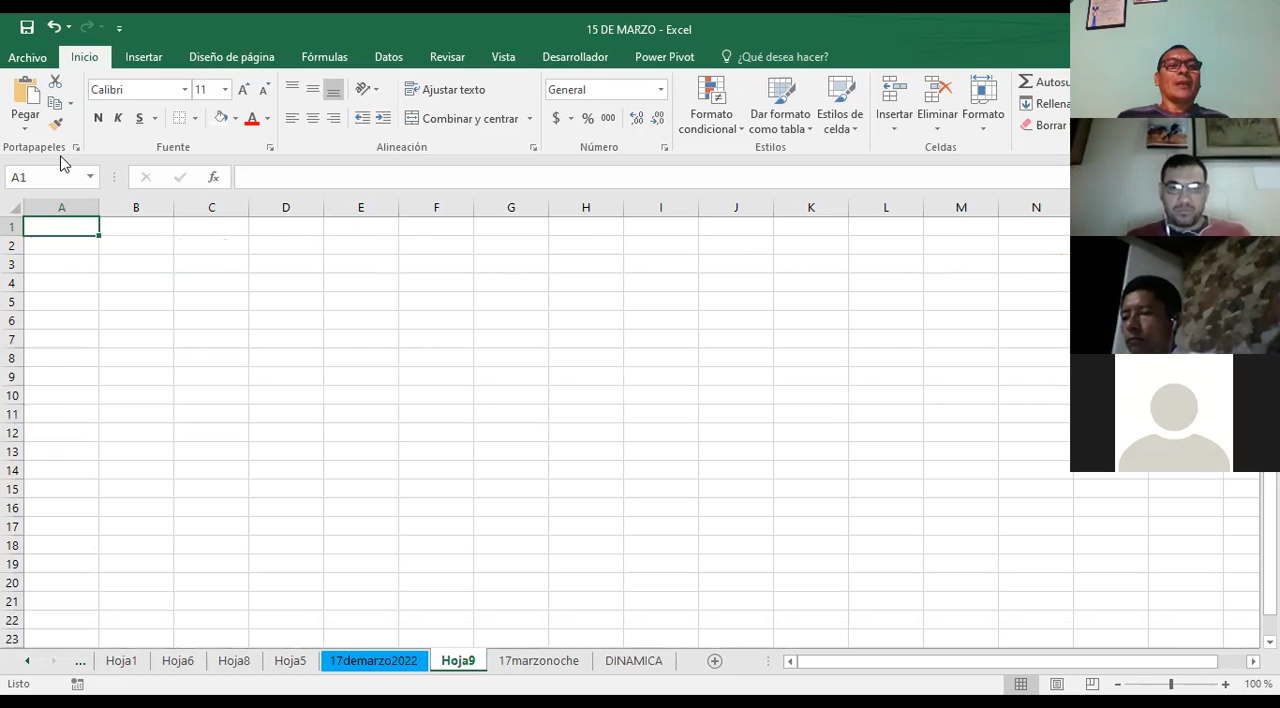 15 DE MARZO - Excel
Archivo Inicio Insertar Diseño de página Fórmulas Datos Revisar Vista Desarrollador Power Pivot ¿Qué desea hacer?
Pegar
Portapapeles
Calibri 11
N K S A
Fuente
Ajustar texto
Combinar y centrar
Alineación
General
$ % 000
Número
Formato condicional
Dar formato como tabla
Estilos de celda
Estilos
Insertar Eliminar Formato
Celdas
Autosu
Rellena
Borrar
A1 fx
A B C D E F G H I J K L M N
1
2
3
4
5
6
7
8
9
10
11
12
13
14
15
16
17
18
19
20
21
22
23
... Hoja1 Hoja6 Hoja8 Hoja5 17demarzo2022 Hoja9 17marzonoche DINAMICA
Listo 100 %